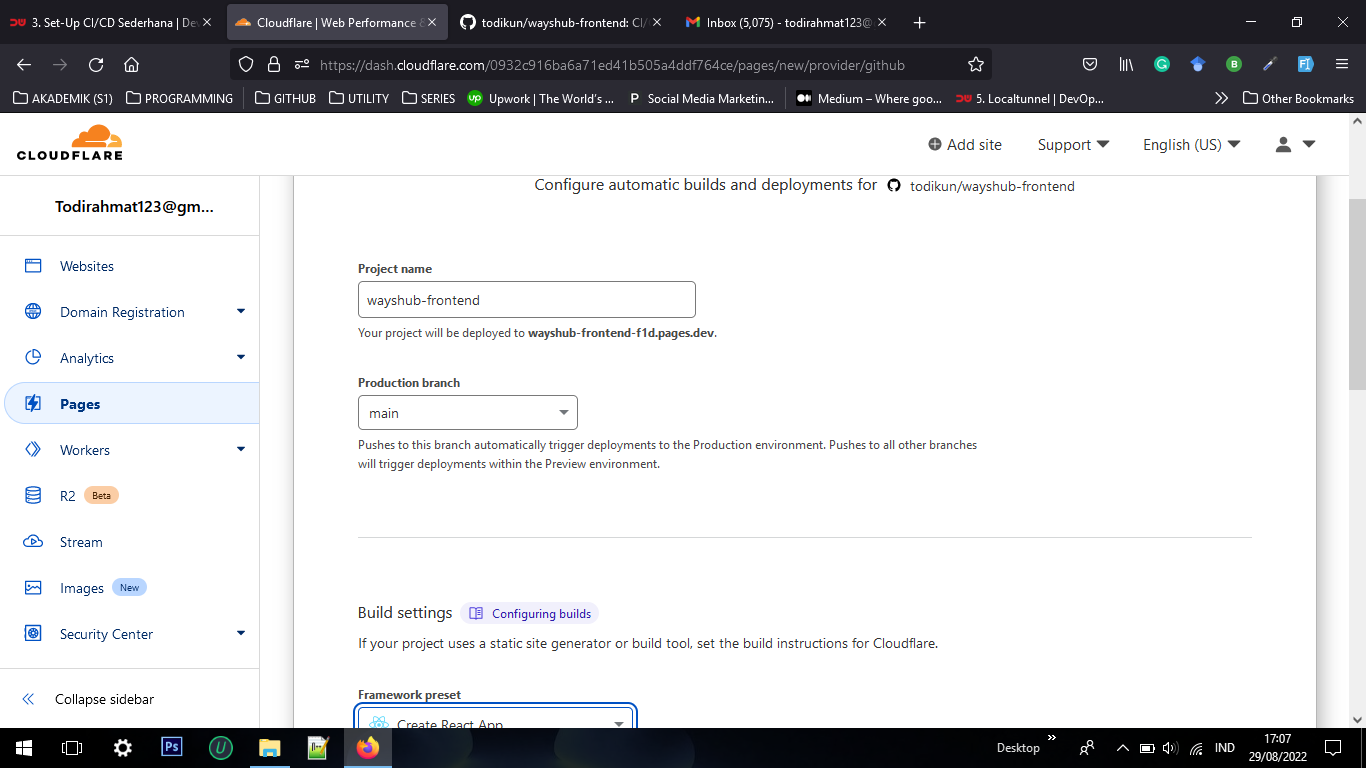 3. Set-Up CI/CD Sederhana | De
Cloudflare | Web Performance &
todikun/wayshub-frontend: CI/
Inbox (5,075) - todirahmat123@
https://dash.cloudflare.com/0932c916ba6a71ed41b505a4ddf764ce/pages/new/provider/github
AKADEMIK (S1)
PROGRAMMING
GITHUB
UTILITY
SERIES
Upwork | The World's ...
Social Media Marketin...
Medium – Where goo...
5. Localtunnel | DevOp...
Other Bookmarks
CLOUDFLARE
Add site
Support
English (US)
Todirahmat123@gm...
Websites
Domain Registration
Analytics
Pages
Workers
R2 Beta
Stream
Images New
Security Center
Collapse sidebar
Configure automatic builds and deployments for todikun/wayshub-frontend
Project name
wayshub-frontend
Your project will be deployed to wayshub-frontend-f1d.pages.dev.
Production branch
main
Pushes to this branch automatically trigger deployments to the Production environment. Pushes to all other branches
will trigger deployments within the Preview environment.
Build settings Configuring builds
If your project uses a static site generator or build tool, set the build instructions for Cloudflare.
Framework preset
Create React App
Desktop
IND
17:07
29/08/2022